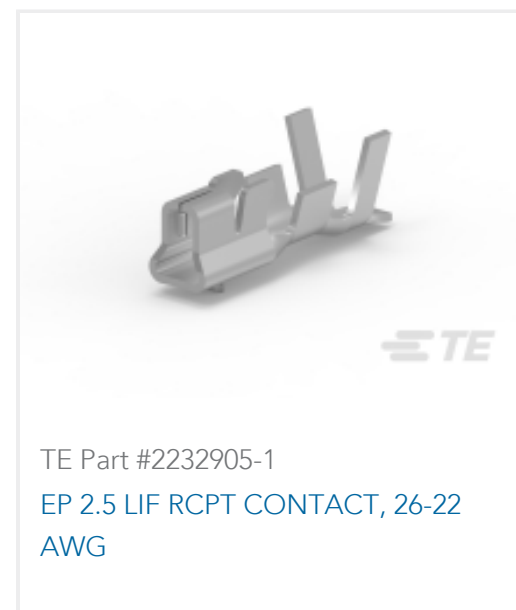 TE
TE Part #2232905-1
EP 2.5 LIF RCPT CONTACT, 26-22
AWG